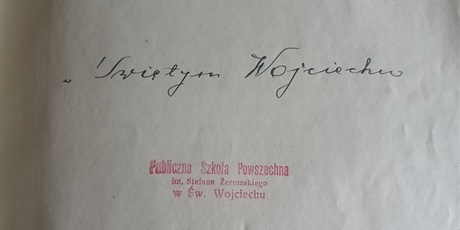 w Świętym Wojciechu
Publiczna Szkoła Powszechna
im. Stefana Żeromskiego
w Św. Wojciechu